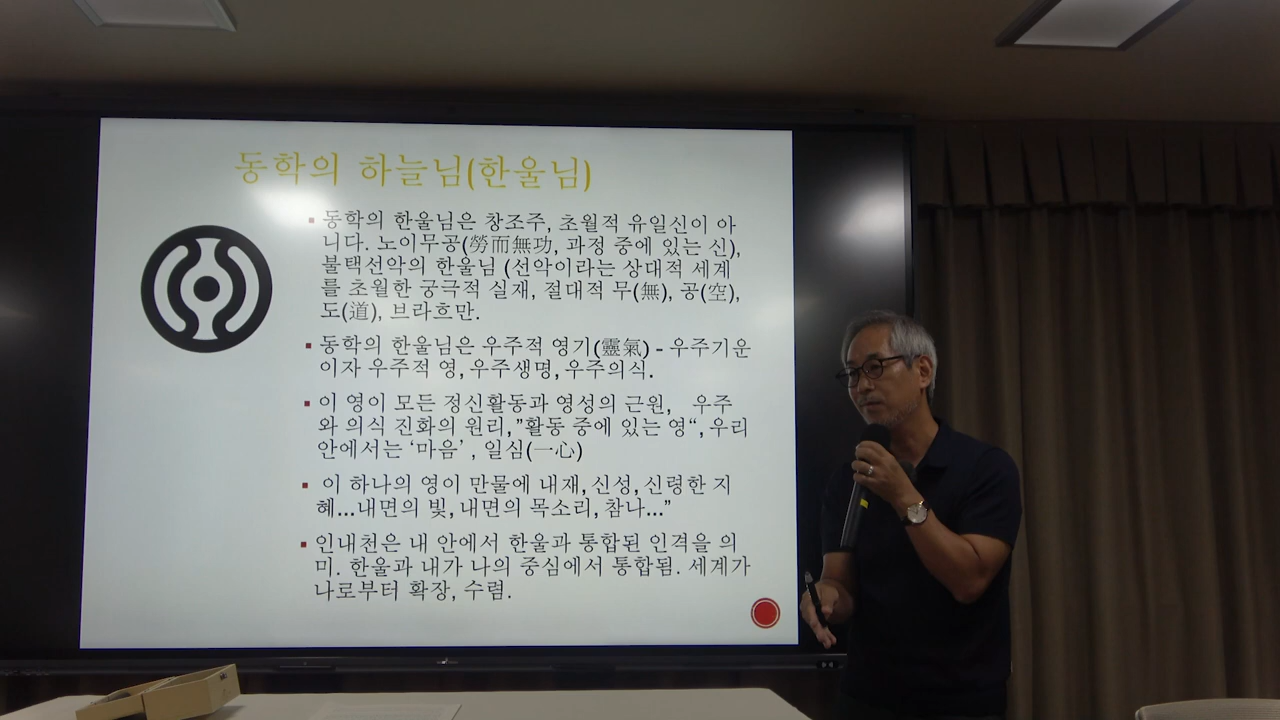 동학의 하늘님(한울님)
▪ 동학의 한울님은 창조주, 초월적 유일신이 아
니다. 노이무공(勞而無功, 과정 중에 있는 신),
불택선악의 한울님 (선악이라는 상대적 세계
를 초월한 궁극적 실재, 절대적 무(無), 공(空),
도(道), 브라흐만.
▪ 동학의 한울님은 우주적 영기(靈氣) - 우주기운
이자 우주적 영, 우주생명, 우주의식.
▪ 이 영이 모든 정신활동과 영성의 근원, 우주
와 의식 진화의 원리, ”활동 중에 있는 영“, 우리
안에서는 ‘마음’ , 일심(一心)
▪ 이 하나의 영이 만물에 내재, 신성, 신령한 지
혜...내면의 빛, 내면의 목소리, 참나...”
▪ 인내천은 내 안에서 한울과 통합된 인격을 의
미. 한울과 내가 나의 중심에서 통합됨. 세계가
나로부터 확장, 수렴.